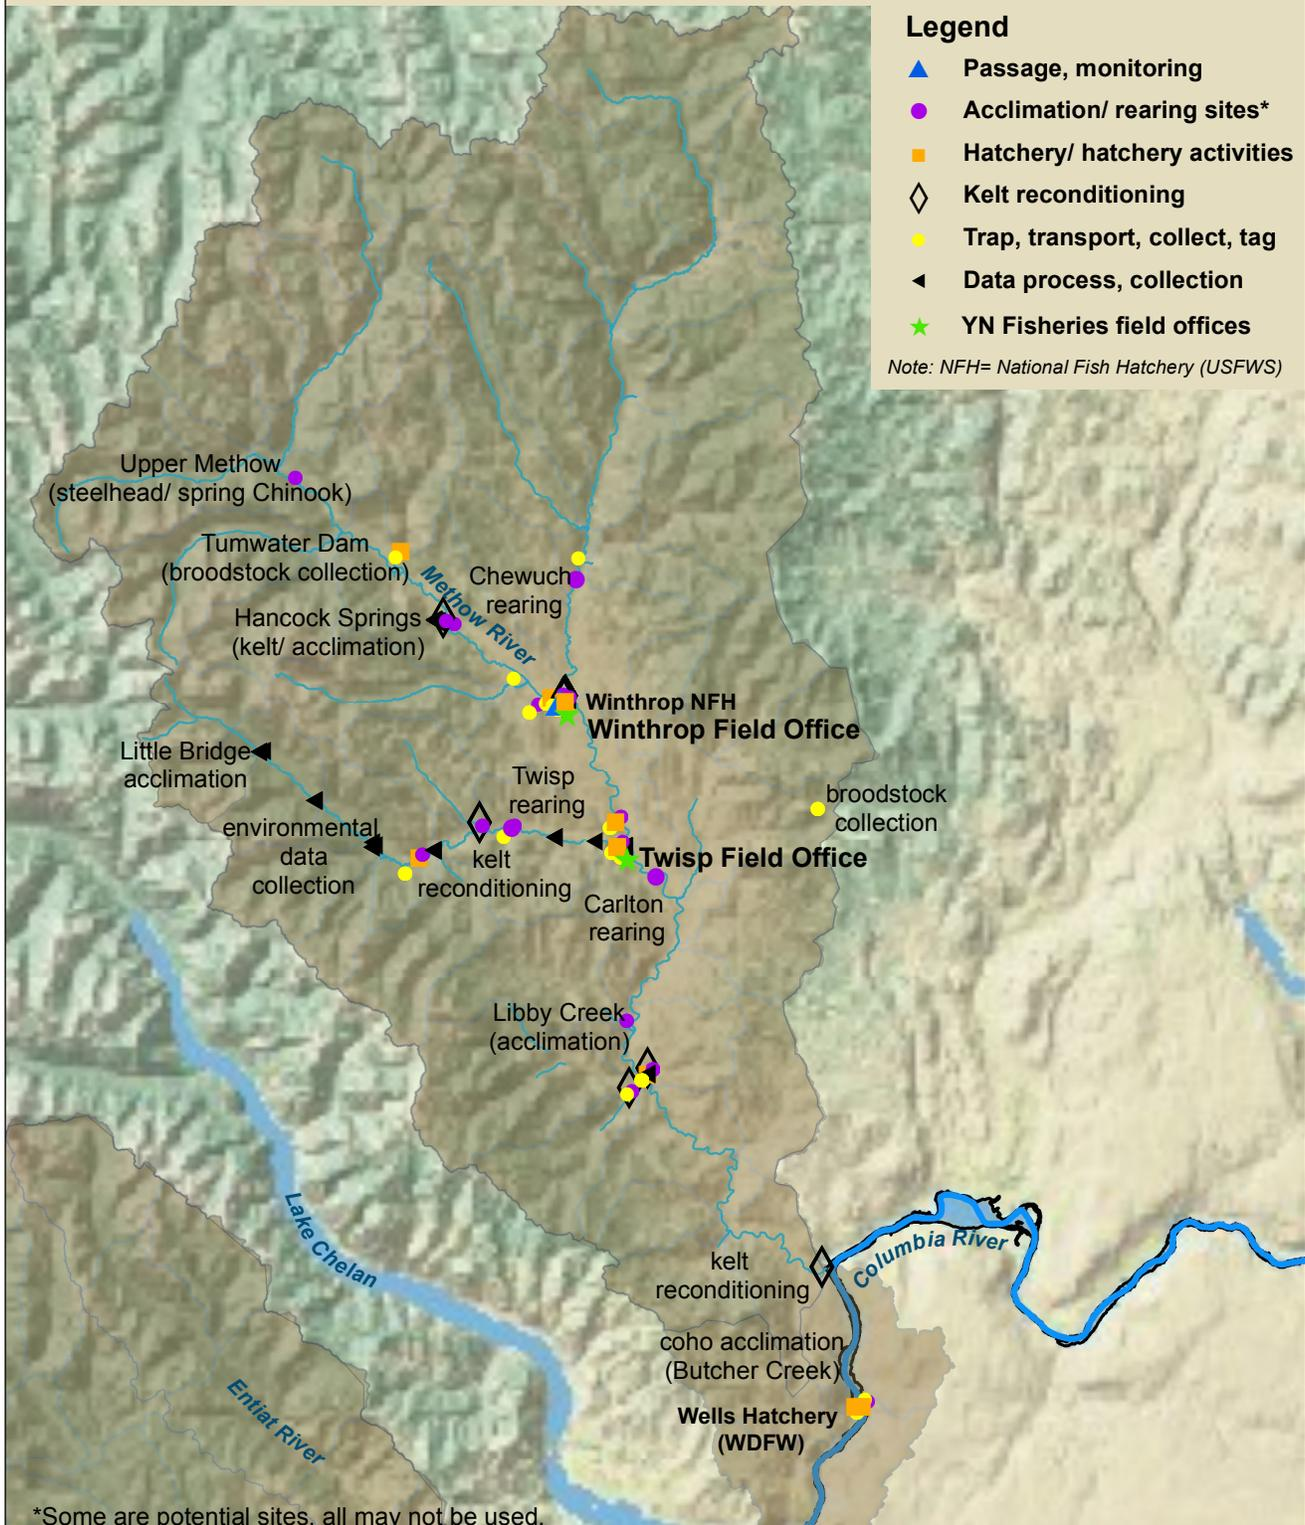 Legend
Passage, monitoring
Acclimation/ rearing sites*
Hatchery/ hatchery activities
Kelt reconditioning
Trap, transport, collect, tag
Data process, collection
YN Fisheries field offices
Note: NFH= National Fish Hatchery (USFWS)
Upper Methow
(steelhead/ spring Chinook)
Tumwater Dam
(broodstock collection)
Methow River
Chewuch
rearing
Hancock Springs
(kelt/ acclimation)
Winthrop NFH
Winthrop Field Office
Little Bridge
acclimation
Twisp
rearing
broodstock
collection
environmental
data
collection
kelt
reconditioning
Twisp Field Office
Carlton
rearing
Libby Creek
(acclimation)
Lake Chelan
Columbia River
kelt
reconditioning
coho acclimation
(Butcher Creek)
Wells Hatchery
(WDFW)
Entiat River
*Some are potential sites, all may not be used.